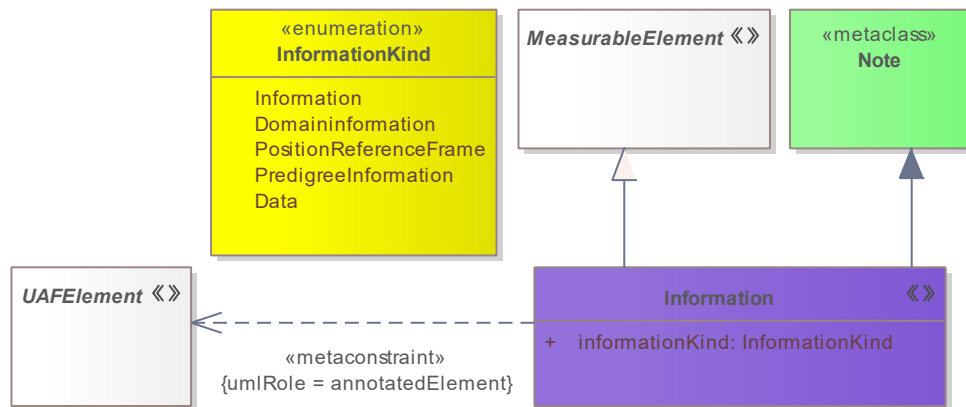 «enumeration»
InformationKind
Information
Domaininformation
PositionReferenceFrame
PredigreeInformation
Data
MeasurableElement «»
«metaclass»
Note
UAFElement «»
«metaconstraint»
{umlRole = annotatedElement}
Information «»
+ informationKind: InformationKind